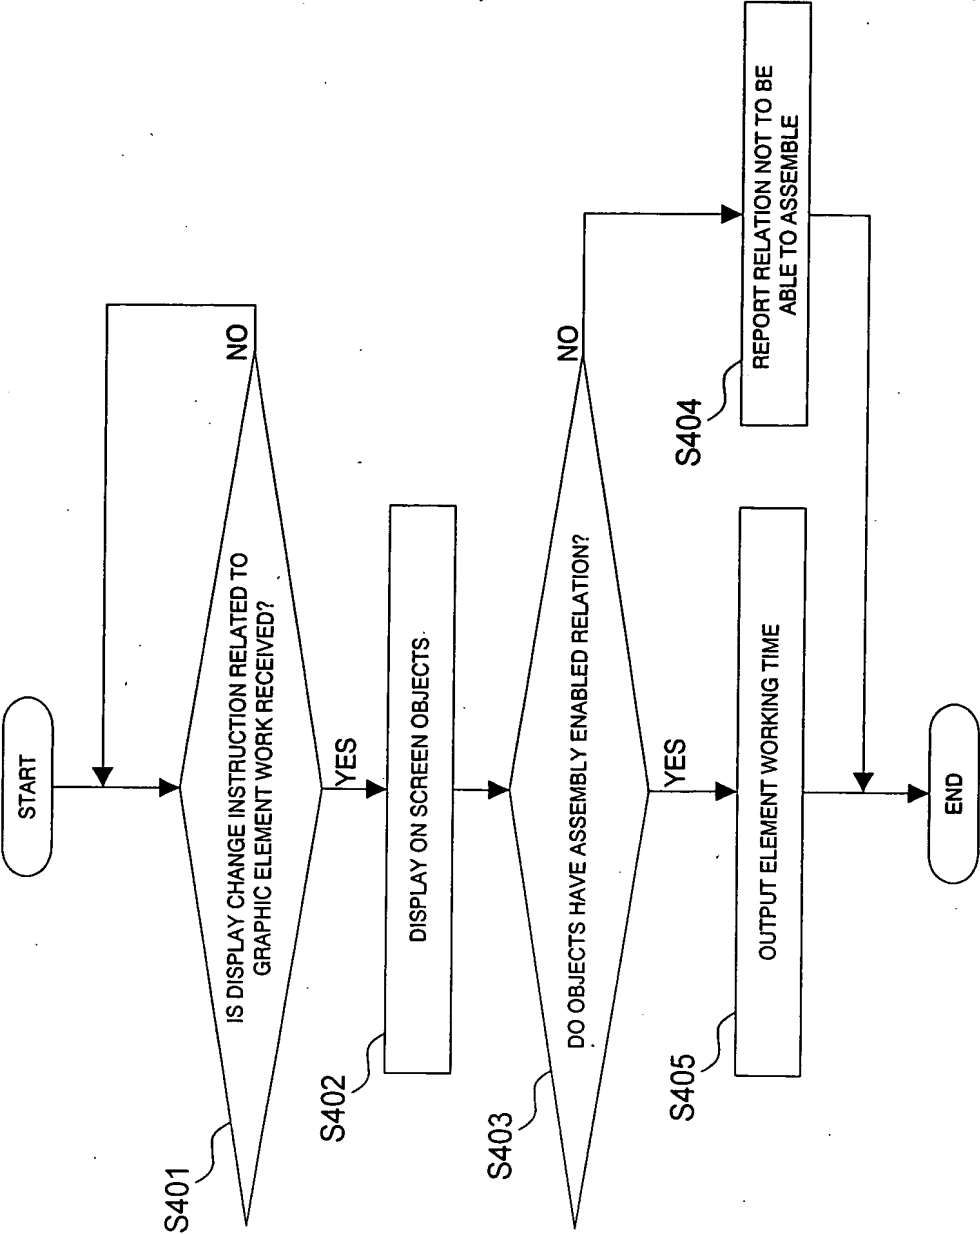 START
S401
IS DISPLAY CHANGE INSTRUCTION RELATED TO
GRAPHIC ELEMENT WORK RECEIVED?
NO
YES
S402
DISPLAY ON SCREEN OBJECTS
S403
DO OBJECTS HAVE ASSEMBLY ENABLED RELATION?
NO
YES
S404
REPORT RELATION NOT TO BE
ABLE TO ASSEMBLE
S405
OUTPUT ELEMENT WORKING TIME
END